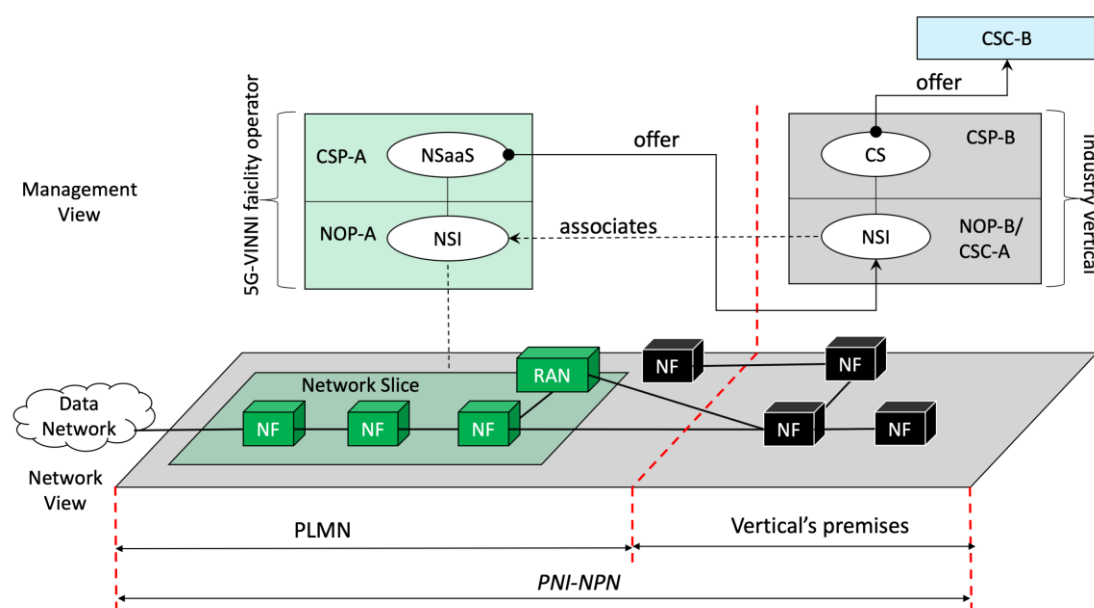 CSC-B
offer
5G-VINNI faiclity operator
CSP-A
NSaaS
offer
CS
CSP-B
Industry vertical
Management
View
NOP-A
NSI
associates
NSI
NOP-B/
CSC-A
Network Slice
RAN
NF
NF
Data
Network
NF
NF
NF
NF
NF
Network
View
PLMN
Vertical's premises
PNI-NPN